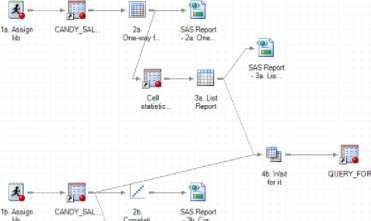 1a. Assign
lib
CANDY_SAL...
2a.
One-way f...
SAS Report
- 2a. One...
SAS Report
- 3a. Lis...
Cell
statistic...
3a. List
Report
4b. Wait
for it
QUERY_FOR
1b. Assign
lib
CANDY_SAL...
2b.
Correlati...
SAS Report
- 2b. Cor...